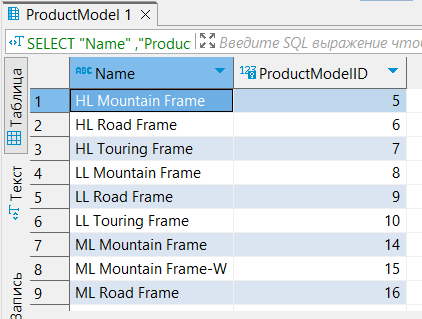 ProductModel 1
SELECT "Name" ,"Produc
Введите SQL выражение что
Таблица
Текст
Запись
ABC Name
123 ProductModelID
1 HL Mountain Frame 5
2 HL Road Frame 6
3 HL Touring Frame 7
4 LL Mountain Frame 8
5 LL Road Frame 9
6 LL Touring Frame 10
7 ML Mountain Frame 14
8 ML Mountain Frame-W 15
9 ML Road Frame 16